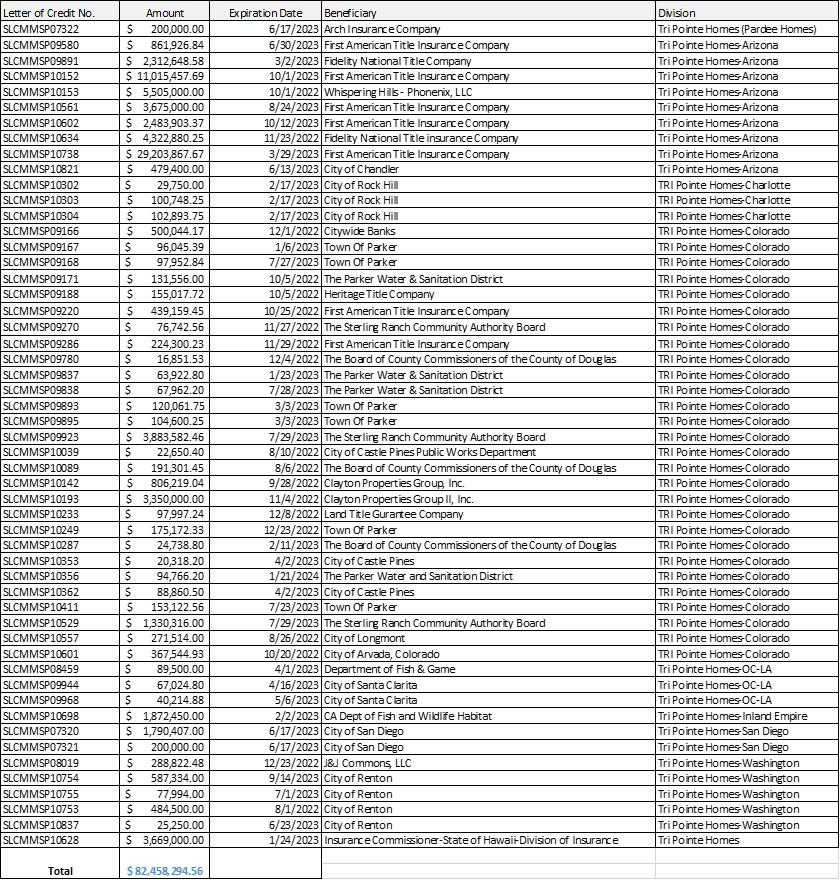 Letter of Credit No. Amount Expiration Date Beneficiary Division
SLCMMSP07322 $ 200,000.00 6/17/2023 Arch Insurance Company Tri Pointe Homes (Pardee Homes)
SLCMMSP09580 $ 861,926.84 6/30/2023 First American Title Insurance Company Tri Pointe Homes-Arizona
SLCMMSP09891 $ 2,312,648.58 3/2/2023 Fidelity National Title Company Tri Pointe Homes-Arizona
SLCMMSP10152 $ 11,015,457.69 10/1/2023 First American Title Insurance Company Tri Pointe Homes-Arizona
SLCMMSP10153 $ 5,505,000.00 10/1/2022 Whispering Hills - Phonenix, LLC Tri Pointe Homes-Arizona
SLCMMSP10561 $ 3,675,000.00 8/24/2023 First American Title Insurance Company Tri Pointe Homes-Arizona
SLCMMSP10602 $ 2,483,903.37 10/12/2023 First American Title Insurance Company Tri Pointe Homes-Arizona
SLCMMSP10634 $ 4,322,880.25 11/23/2022 Fidelity National Title insurance Company Tri Pointe Homes-Arizona
SLCMMSP10738 $ 29,203,867.67 3/29/2023 First American Title Insurance Company Tri Pointe Homes-Arizona
SLCMMSP10821 $ 479,400.00 6/13/2023 City of Chandler Tri Pointe Homes-Arizona
SLCMMSP10302 $ 29,750.00 2/17/2023 City of Rock Hill TRI Pointe Homes-Charlotte
SLCMMSP10303 $ 100,748.25 2/17/2023 City of Rock Hill TRI Pointe Homes-Charlotte
SLCMMSP10304 $ 102,893.75 2/17/2023 City of Rock Hill TRI Pointe Homes-Charlotte
SLCMMSP09166 $ 500,044.17 12/1/2022 Citywide Banks TRI Pointe Homes-Colorado
SLCMMSP09167 $ 96,045.39 1/6/2023 Town Of Parker TRI Pointe Homes-Colorado
SLCMMSP09168 $ 97,952.84 7/27/2023 Town Of Parker TRI Pointe Homes-Colorado
SLCMMSP09171 $ 131,556.00 10/5/2022 The Parker Water & Sanitation District TRI Pointe Homes-Colorado
SLCMMSP09188 $ 155,017.72 10/5/2022 Heritage Title Company TRI Pointe Homes-Colorado
SLCMMSP09220 $ 439,159.45 10/25/2022 First American Title Insurance Company TRI Pointe Homes-Colorado
SLCMMSP09270 $ 76,742.56 11/27/2022 The Sterling Ranch Community Authority Board TRI Pointe Homes-Colorado
SLCMMSP09286 $ 224,300.23 11/29/2022 First American Title Insurance Company TRI Pointe Homes-Colorado
SLCMMSP09780 $ 16,851.53 12/4/2022 The Board of County Commissioners of the County of Douglas TRI Pointe Homes-Colorado
SLCMMSP09837 $ 63,922.80 1/23/2023 The Parker Water & Sanitation District TRI Pointe Homes-Colorado
SLCMMSP09838 $ 67,962.20 7/28/2023 The Parker Water & Sanitation District TRI Pointe Homes-Colorado
SLCMMSP09893 $ 120,061.75 3/3/2023 Town Of Parker TRI Pointe Homes-Colorado
SLCMMSP09895 $ 104,600.25 3/3/2023 Town Of Parker TRI Pointe Homes-Colorado
SLCMMSP09923 $ 3,883,582.46 7/29/2023 The Sterling Ranch Community Authority Board TRI Pointe Homes-Colorado
SLCMMSP10039 $ 22,650.40 8/10/2022 City of Castle Pines Public Works Department TRI Pointe Homes-Colorado
SLCMMSP10089 $ 191,301.45 8/6/2022 The Board of County Commissioners of the County of Douglas TRI Pointe Homes-Colorado
SLCMMSP10142 $ 806,219.04 9/28/2022 Clayton Properties Group, Inc. TRI Pointe Homes-Colorado
SLCMMSP10193 $ 3,350,000.00 11/4/2022 Clayton Properties Group II, Inc. TRI Pointe Homes-Colorado
SLCMMSP10233 $ 97,997.24 12/8/2022 Land Title Gurantee Company TRI Pointe Homes-Colorado
SLCMMSP10249 $ 175,172.33 12/23/2022 Town Of Parker TRI Pointe Homes-Colorado
SLCMMSP10287 $ 24,738.80 2/11/2023 The Board of County Commissioners of the County of Douglas TRI Pointe Homes-Colorado
SLCMMSP10353 $ 20,318.20 4/2/2023 City of Castle Pines TRI Pointe Homes-Colorado
SLCMMSP10356 $ 94,766.20 1/21/2024 The Parker Water and Sanitation District TRI Pointe Homes-Colorado
SLCMMSP10362 $ 88,860.50 4/2/2023 City of Castle Pines TRI Pointe Homes-Colorado
SLCMMSP10411 $ 153,122.56 7/23/2023 Town Of Parker TRI Pointe Homes-Colorado
SLCMMSP10529 $ 1,330,316.00 7/29/2023 The Sterling Ranch Community Authority Board TRI Pointe Homes-Colorado
SLCMMSP10557 $ 271,514.00 8/26/2022 City of Longmont TRI Pointe Homes-Colorado
SLCMMSP10601 $ 367,544.93 10/20/2022 City of Arvada, Colorado TRI Pointe Homes-Colorado
SLCMMSP08459 $ 89,500.00 4/1/2023 Department of Fish & Game Tri Pointe Homes-OC-LA
SLCMMSP09944 $ 67,024.80 4/16/2023 City of Santa Clarita Tri Pointe Homes-OC-LA
SLCMMSP09968 $ 40,214.88 5/6/2023 City of Santa Clarita Tri Pointe Homes-OC-LA
SLCMMSP10698 $ 1,872,450.00 2/2/2023 CA Dept of Fish and Wildlife Habitat Tri Pointe Homes-Inland Empire
SLCMMSP07320 $ 1,790,407.00 6/17/2023 City of San Diego Tri Pointe Homes-San Diego
SLCMMSP07321 $ 200,000.00 6/17/2023 City of San Diego Tri Pointe Homes-San Diego
SLCMMSP08019 $ 288,822.48 12/23/2022 J&J Commons, LLC Tri Pointe Homes-Washington
SLCMMSP10754 $ 587,334.00 9/14/2023 City of Renton Tri Pointe Homes-Washington
SLCMMSP10755 $ 77,994.00 7/1/2023 City of Renton Tri Pointe Homes-Washington
SLCMMSP10753 $ 484,500.00 8/1/2022 City of Renton Tri Pointe Homes-Washington
SLCMMSP10837 $ 25,250.00 6/23/2023 City of Renton Tri Pointe Homes-Washington
SLCMMSP10628 $ 3,669,000.00 1/24/2023 Insurance Commissioner-State of Hawaii-Division of Insurance Tri Pointe Homes
Total $ 82,458,294.56